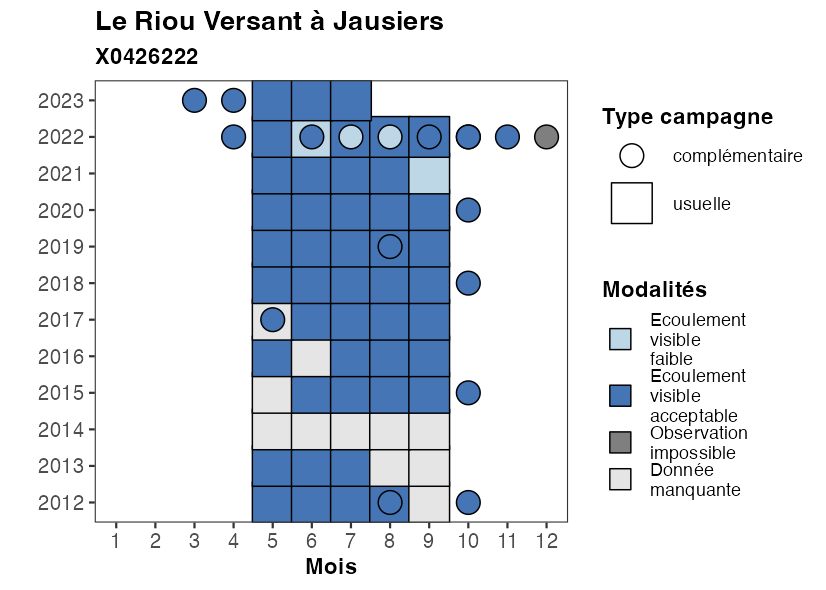 Le Riou Versant à Jausiers
X0426222
2023
2022
2021
2020
2019
2018
2017
2016
2015
2014
2013
2012
1 2 3 4 5 6 7 8 9 10 11 12
Mois
Type campagne
complémentaire
usuelle
Modalités
Ecoulement
visible
faible
Ecoulement
visible
acceptable
Observation
impossible
Donnée
manquante